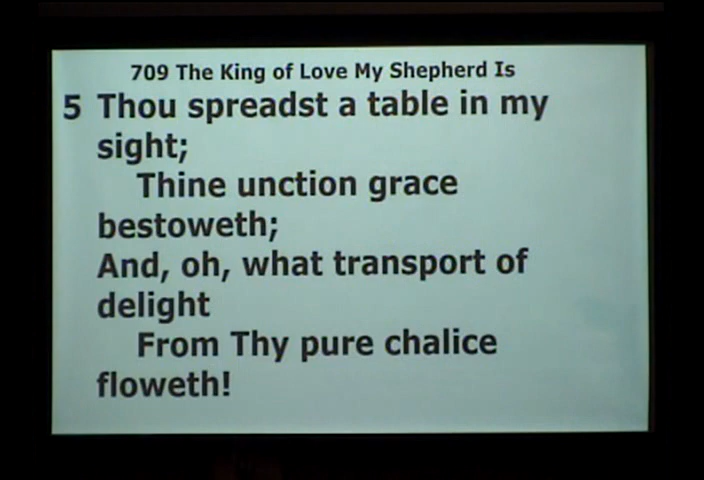 709 The King of Love My Shepherd Is
5 Thou spreadst a table in my
sight;
Thine unction grace
bestoweth;
And, oh, what transport of
delight
From Thy pure chalice
floweth!